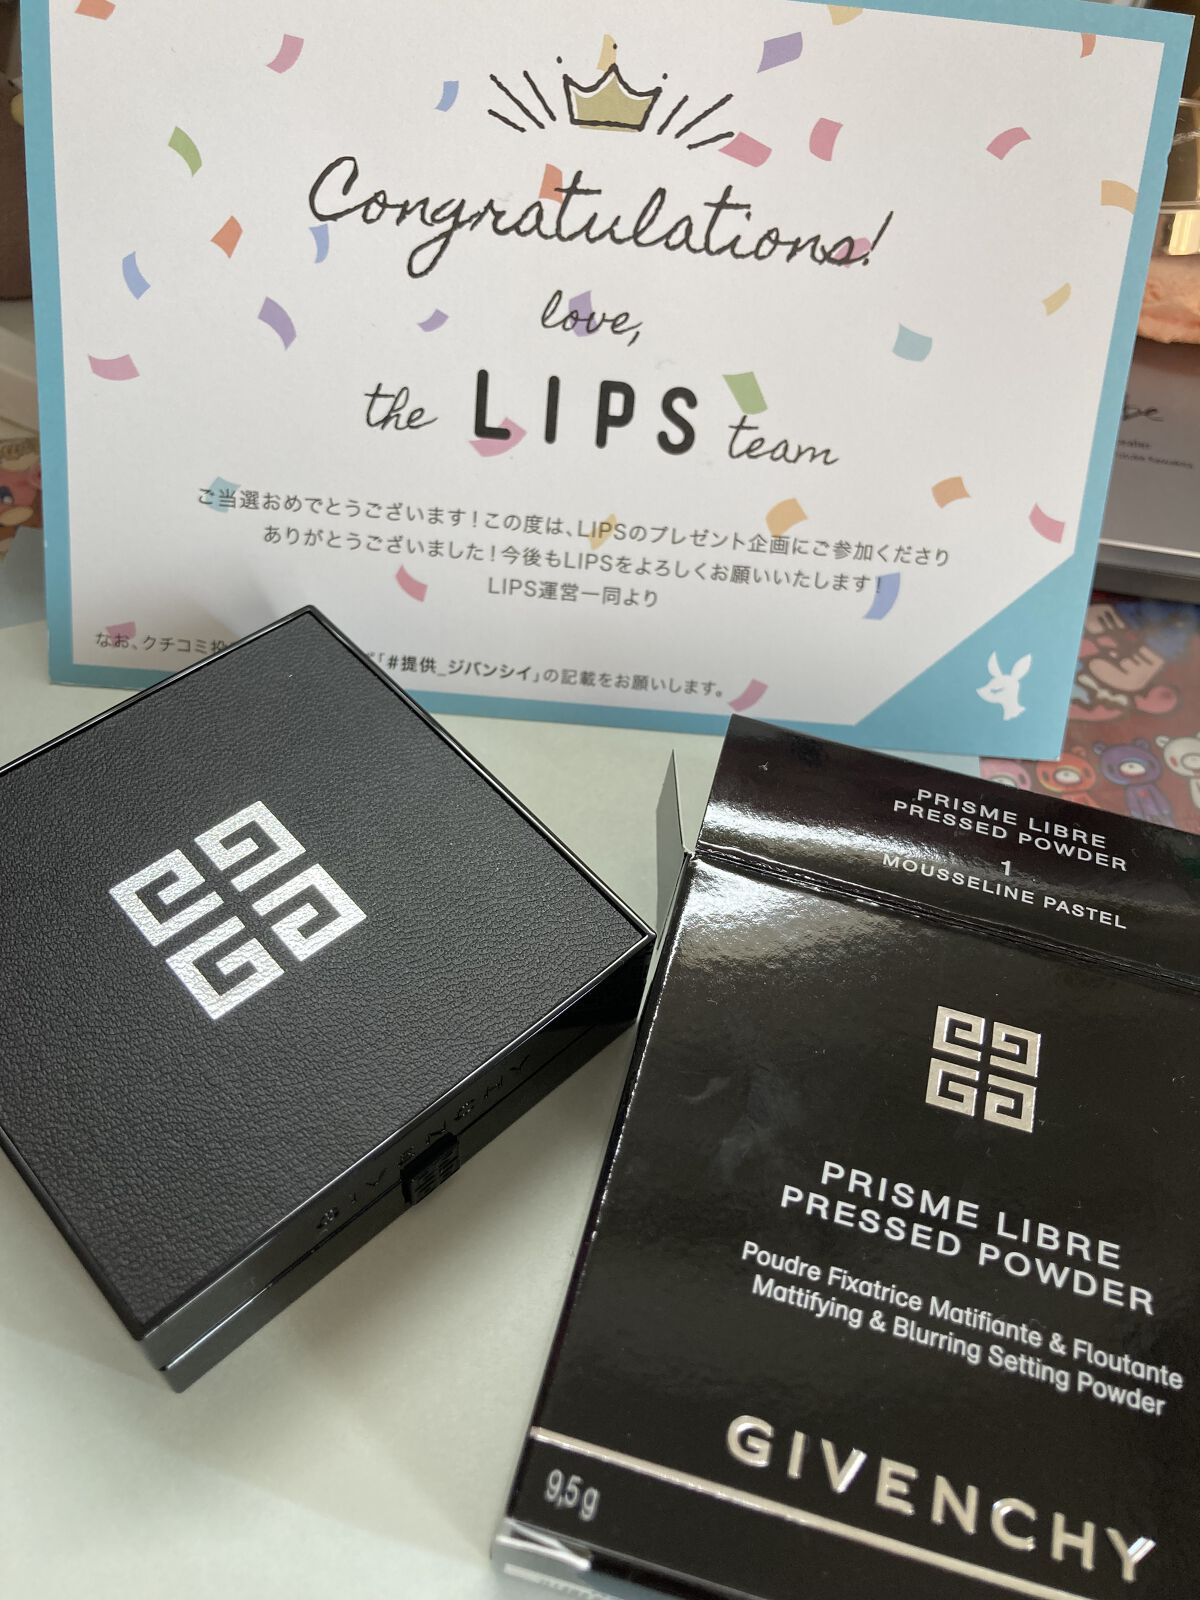 Congratulations!
love,
the LIPS team
ご当選おめでとうございます！この度は、LIPSのプレゼント企画にご参加くださり
ありがとうございました！今後もLIPSをよろしくお願いいたします！
LIPS運営一同より
なお、クチコミ投
「#提供_ジバンシイ」の記載をお願いします。
GIVENCHY
PRISME LIBRE
PRESSED POWDER
1
MOUSSELINE PASTEL
PRISME LIBRE
PRESSED POWDER
Poudre Fixatrice Matifiante & Floutante
Mattifying & Blurring Setting Powder
GIVENCHY
9,5 g